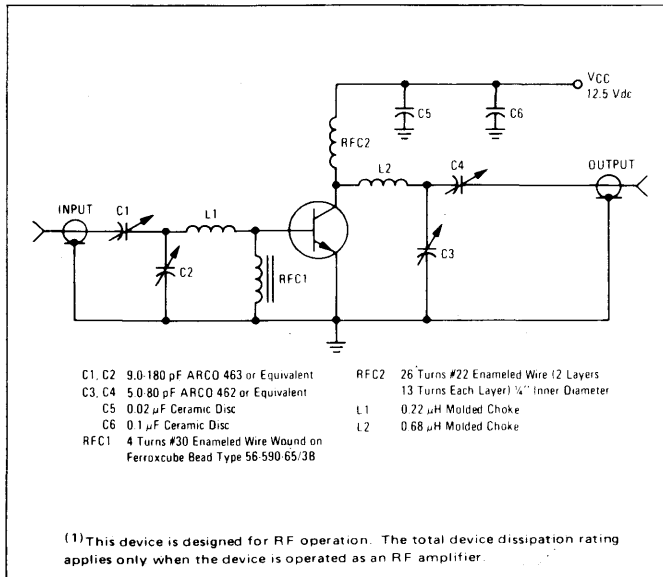 VCC
12.5 Vdc
C5
C6
RFC2
L2
C4
OUTPUT
INPUT
C1
L1
C2
RFC1
C3
C1, C2 9.0-180 pF ARCO 463 or Equivalent
C3, C4 5.0-80 pF ARCO 462 or Equivalent
C5 0.02 μF Ceramic Disc
C6 0.1 μF Ceramic Disc
RFC1 4 Turns #30 Enameled Wire Wound on
Ferroxcube Bead Type 56-590-65/3B
RFC2 26 Turns #22 Enameled Wire (2 Layers
13 Turns Each Layer) ¼" Inner Diameter
L1 0.22 μH Molded Choke
L2 0.68 μH Molded Choke
(1)This device is designed for RF operation. The total device dissipation rating
applies only when the device is operated as an RF amplifier.